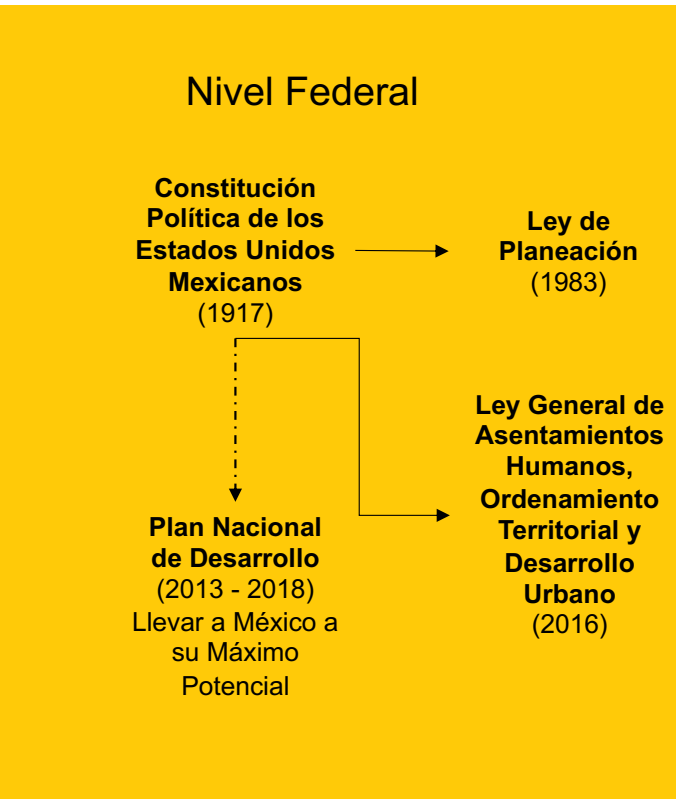 Nivel Federal
Constitución
Política de los
Estados Unidos
Mexicanos
(1917)
Ley de
Planeación
(1983)
Plan Nacional
de Desarrollo
(2013 - 2018)
Llevar a México a
su Máximo
Potencial
Ley General de
Asentamientos
Humanos,
Ordenamiento
Territorial y
Desarrollo
Urbano
(2016)